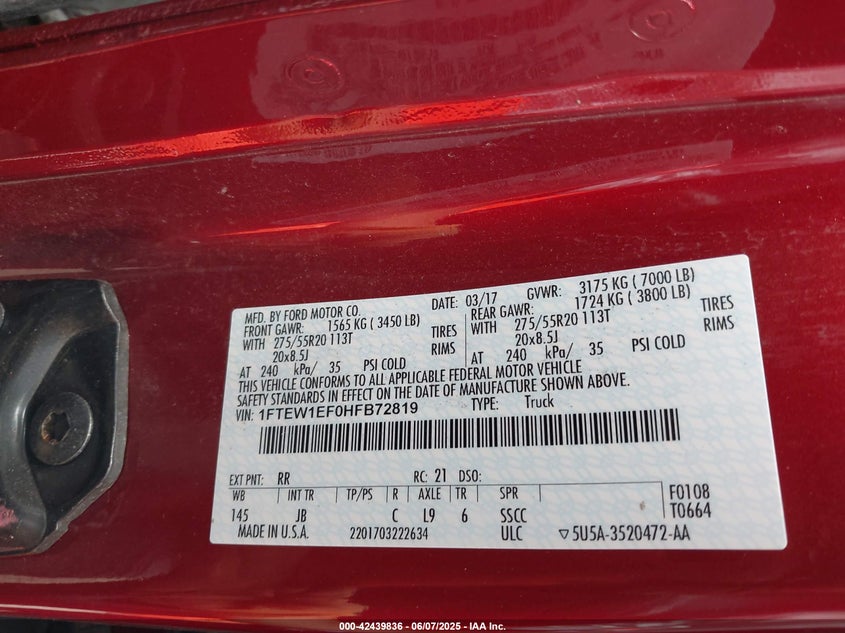 MFD. BY FORD MOTOR CO. DATE: 03/17 GVWR: 3175 KG ( 7000 LB)
FRONT GAWR: 1565 KG ( 3450 LB) REAR GAWR: 1724 KG ( 3800 LB)
WITH 275/55R20 113T TIRES WITH 275/55R20 113T TIRES
20x8.5J RIMS 20x8.5J RIMS
AT 240 kPa/ 35 PSI COLD AT 240 kPa/ 35 PSI COLD
THIS VEHICLE CONFORMS TO ALL APPLICABLE FEDERAL MOTOR VEHICLE
SAFETY STANDARDS IN EFFECT ON THE DATE OF MANUFACTURE SHOWN ABOVE.
VIN: 1FTEW1EF0HFB72819 TYPE: Truck
EXT PNT: RR RC: 21 DSO:
WB INT TR TP/PS R AXLE TR SPR F0108
145 JB C L9 6 SSCC T0664
MADE IN U.S.A. 2201703222634 ULC ▽5U5A-3520472-AA
000-42439836 - 06/07/2025 - IAA Inc.